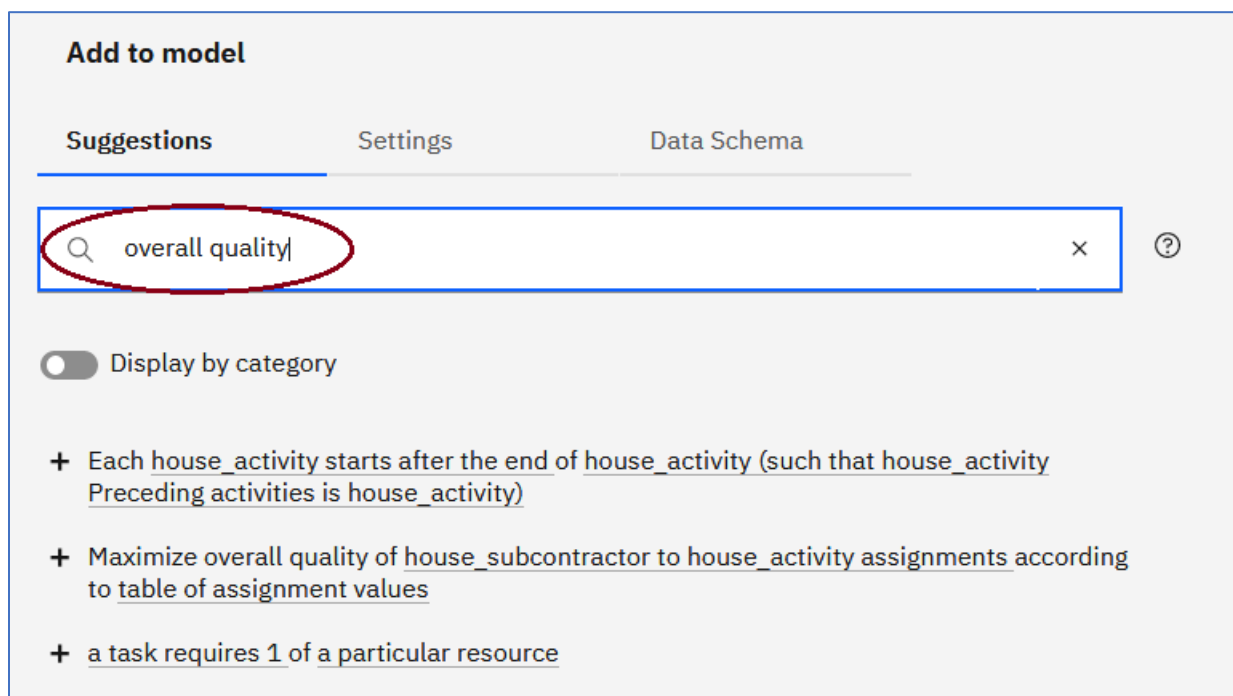 Add to model
Suggestions Settings Data Schema
overall quality
Display by category
+ Each house_activity starts after the end of house_activity (such that house_activity
Preceding activities is house_activity)
+ Maximize overall quality of house_subcontractor to house_activity assignments according
to table of assignment values
+ a task requires 1 of a particular resource